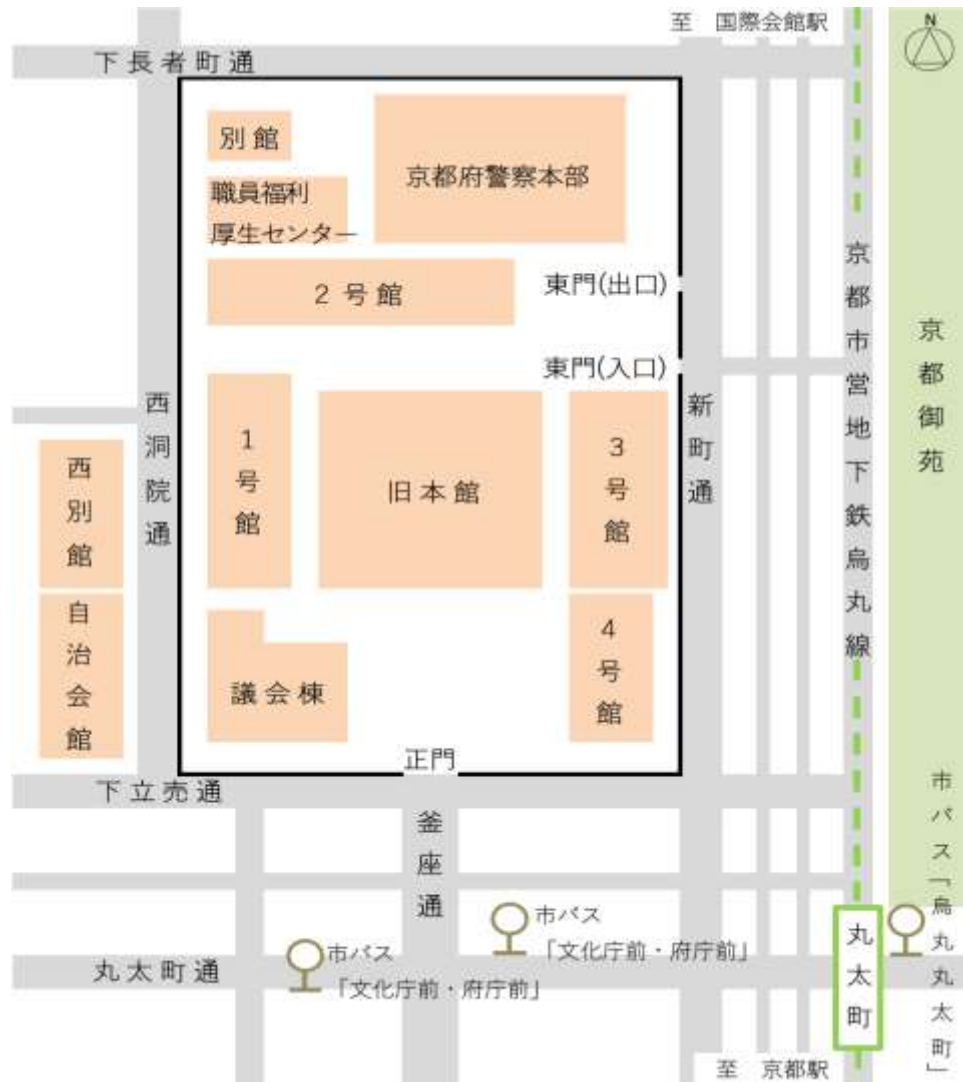 至 国際会館駅
N
下長者町通
別館
京都府警察本部
職員福利
厚生センター
2号館
東門(出口)
東門(入口)
京都市営地下鉄烏丸線
京都御苑
西洞院通
新町通
1号館
旧本館
3号館
西別館
自治会館
4号館
議会棟
正門
下立売通
釜座通
市バス「烏丸丸太町」
市バス
「文化庁前・府庁前」
市バス
「文化庁前・府庁前」
丸太町
丸太町通
至 京都駅